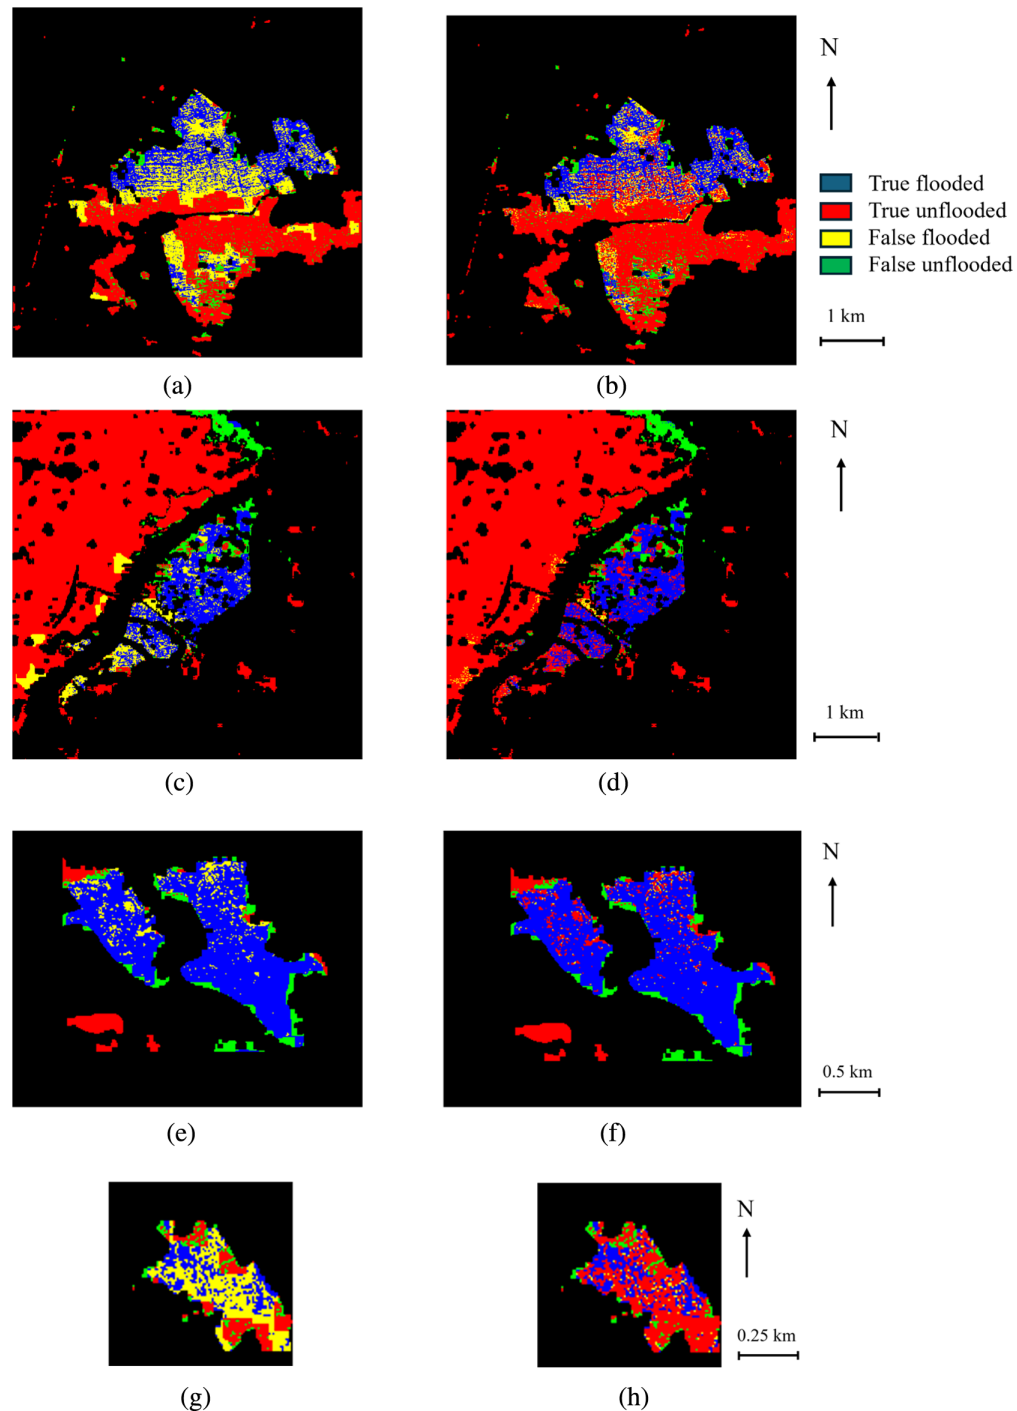 N
True flooded
True unflooded
False flooded
False unflooded
1 km
(a)
(b)
N
1 km
(c)
(d)
N
0.5 km
(e)
(f)
N
0.25 km
(g)
(h)